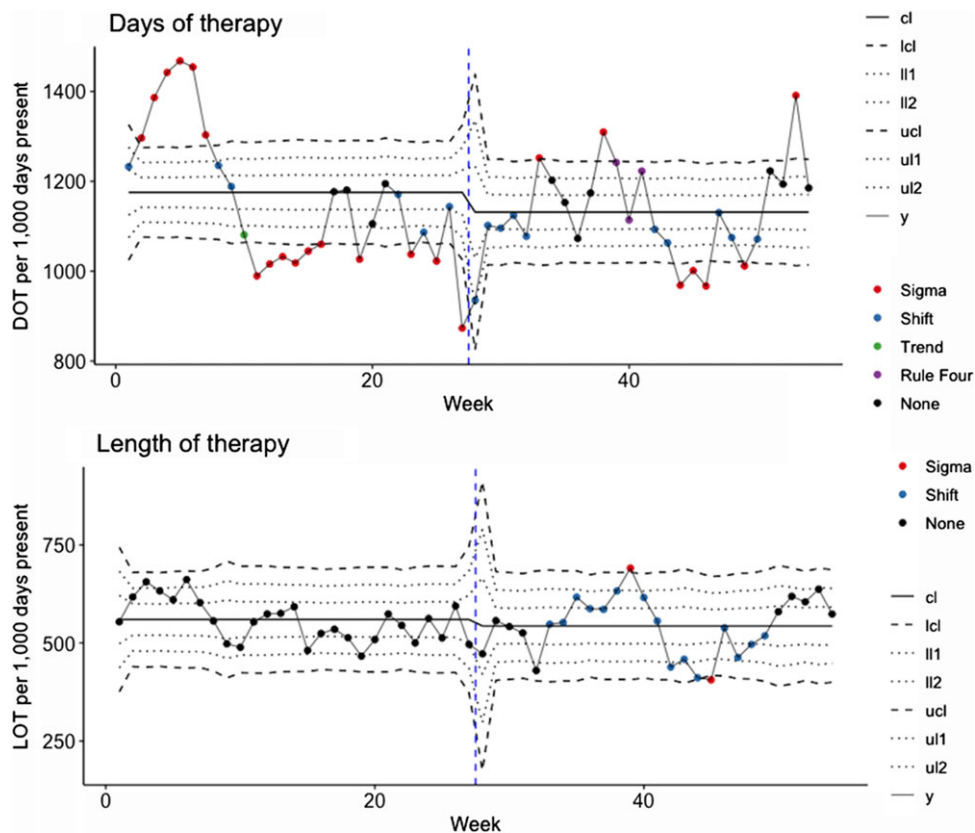 Days of therapy
DOT per 1,000 days present
1400
1200
1000
800
0
20
40
Week
cl
lcl
ll1
ll2
ucl
ul1
ul2
y
Sigma
Shift
Trend
Rule Four
None
Length of therapy
LOT per 1,000 days present
750
500
250
0
20
40
Week
Sigma
Shift
None
cl
lcl
ll1
ll2
ucl
ul1
ul2
y